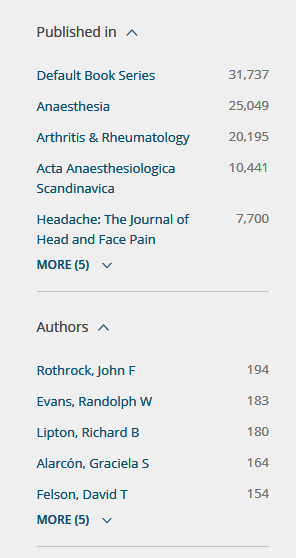 Published in
Default Book Series 31,737
Anaesthesia 25,049
Arthritis & Rheumatology 20,195
Acta Anaesthesiologica 10,441
Scandinavica
Headache: The Journal of 7,700
Head and Face Pain
MORE (5)
Authors
Rothrock, John F 194
Evans, Randolph W 183
Lipton, Richard B 180
Alarcón, Graciela S 164
Felson, David T 154
MORE (5)